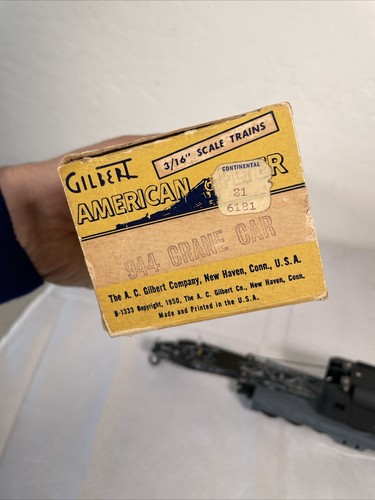 GILBERT
3/16" SCALE TRAINS
AMERICAN
CONTINENTAL
81
6181
944 CRANE CAR
The A. C. Gilbert Company, New Haven, Conn., U.S.A.
B-1333 Copyright, 1950, The A. C. Gilbert Co., New Haven, Conn., U.S.A.
Made and Printed in the U.S.A.